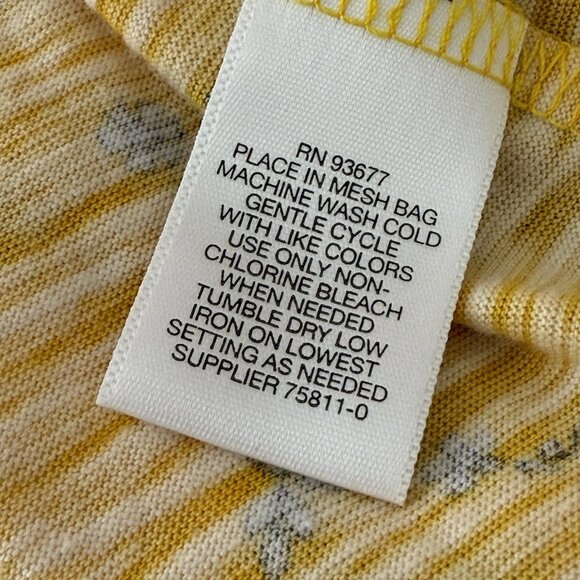 RN 93677
PLACE IN MESH BAG
MACHINE WASH COLD
GENTLE CYCLE
WITH LIKE COLORS
USE ONLY NON-
CHLORINE BLEACH
WHEN NEEDED
TUMBLE DRY LOW
IRON ON LOWEST
SETTING AS NEEDED
SUPPLIER 75811-0